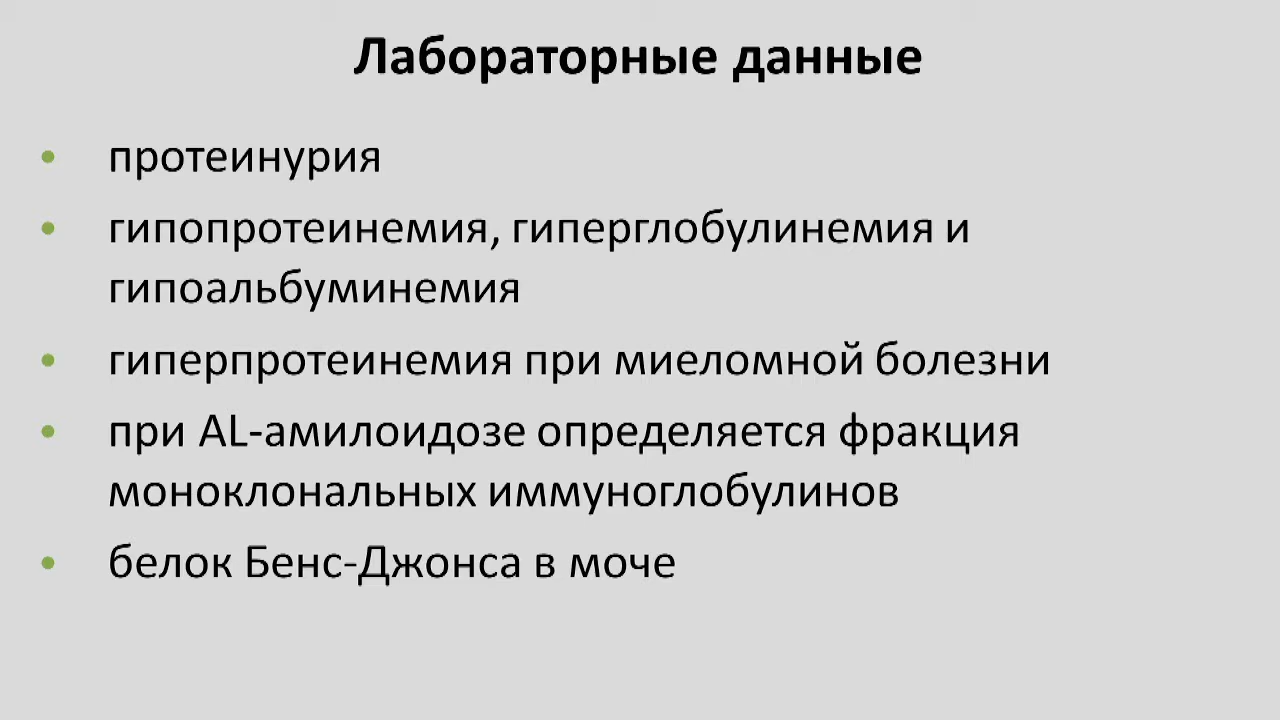 Лабораторные данные
• протеинурия
• гипопротеинемия, гиперглобулинемия и
гипоальбуминемия
• гиперпротеинемия при миеломной болезни
• при AL-амилоидозе определяется фракция
моноклональных иммуноглобулинов
• белок Бенс-Джонса в моче